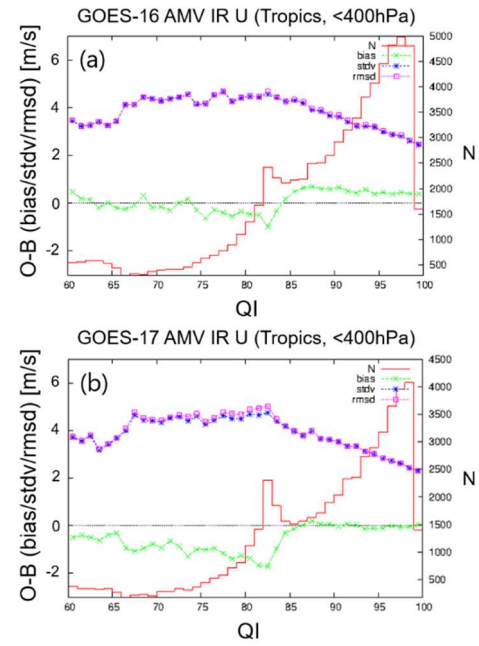 GOES-16 AMV IR U (Tropics, <400hPa)
(a)
N
bias
stdv
rmsd
6
4
2
0
-2
5000
4500
4000
3500
3000
2500
2000
1500
1000
500
O-B (bias/stdv/rmsd) [m/s]
N
60 65 70 75 80 85 90 95 100
QI
GOES-17 AMV IR U (Tropics, <400hPa)
(b)
N
bias
stdv
rmsd
6
4
2
0
-2
4500
4000
3500
3000
2500
2000
1500
1000
500
O-B (bias/stdv/rmsd) [m/s]
N
60 65 70 75 80 85 90 95 100
QI